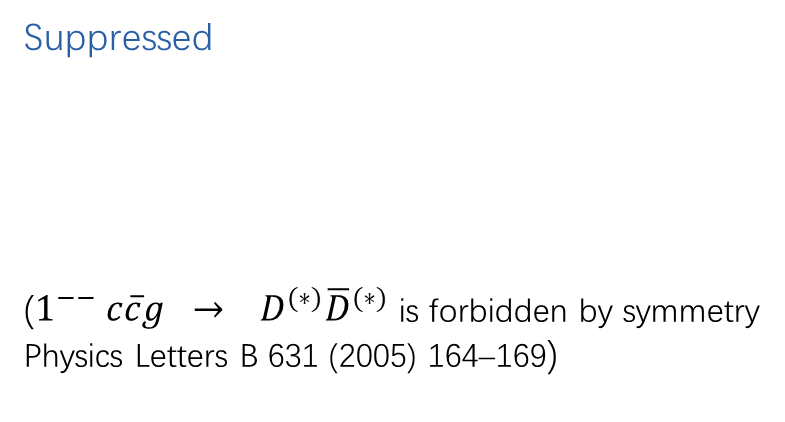 Suppressed
(1⁻⁻ cc̄g → D⁽*⁾D̄⁽*⁾ is forbidden by symmetry
Physics Letters B 631 (2005) 164–169)